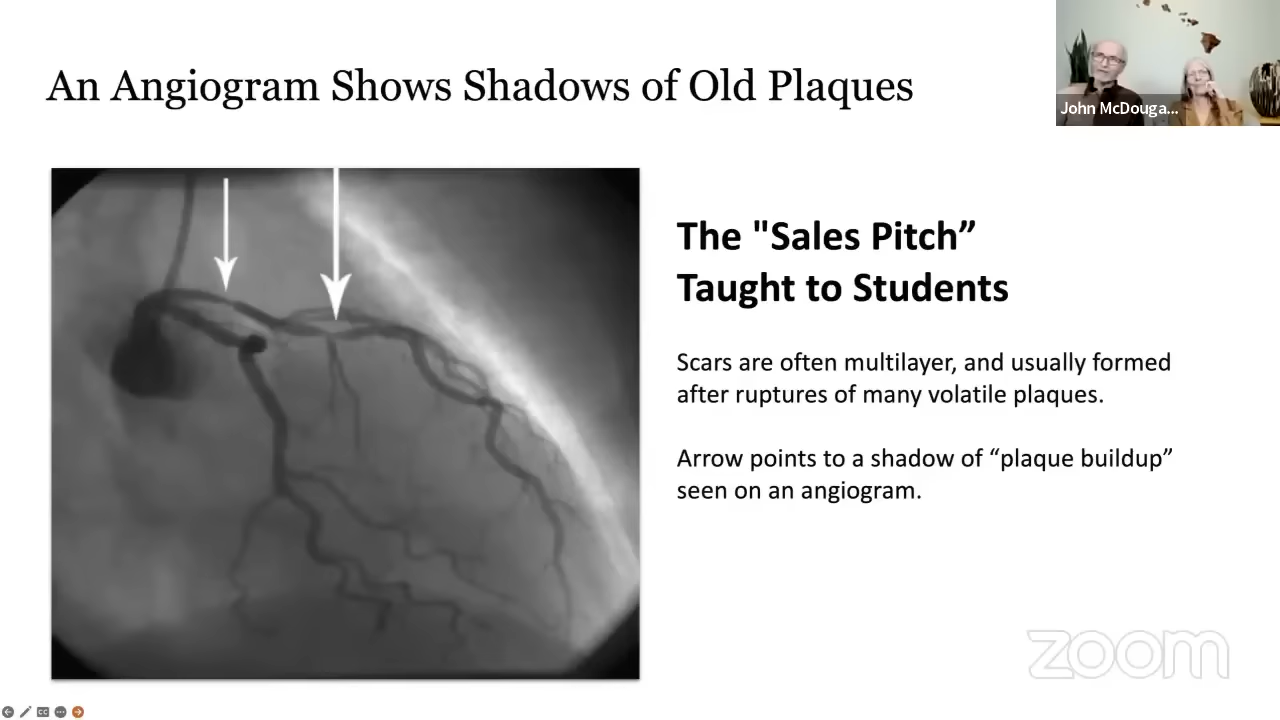 An Angiogram Shows Shadows of Old Plaques
John McDouga...
The "Sales Pitch”
Taught to Students
Scars are often multilayer, and usually formed
after ruptures of many volatile plaques.
Arrow points to a shadow of “plaque buildup”
seen on an angiogram.
zoom
CC